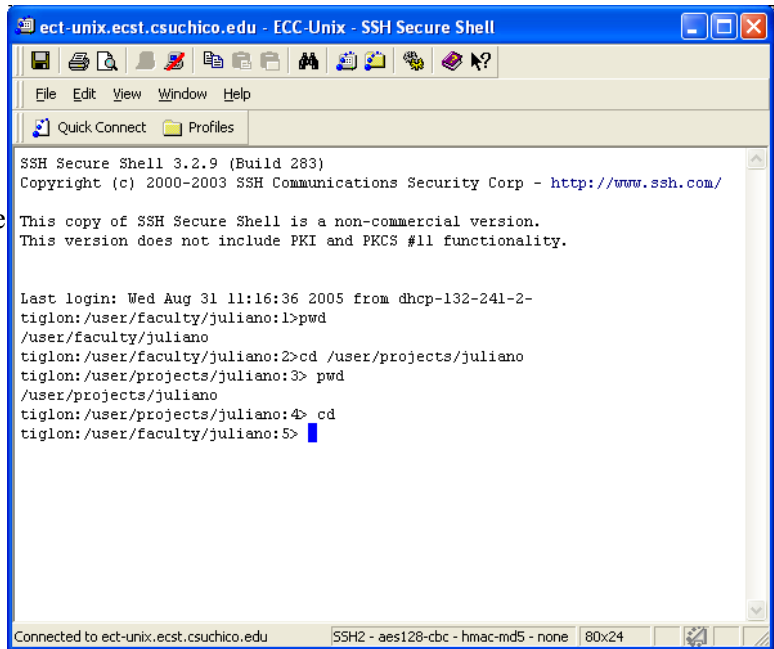 ect-unix.ecst.csuchico.edu - ECC-Unix - SSH Secure Shell
File Edit View Window Help
Quick Connect Profiles
SSH Secure Shell 3.2.9 (Build 283)
Copyright (c) 2000-2003 SSH Communications Security Corp - http://www.ssh.com/
e
This copy of SSH Secure Shell is a non-commercial version.
This version does not include PKI and PKCS #11 functionality.
Last login: Wed Aug 31 11:16:36 2005 from dhcp-132-241-2-
tiglon:/user/faculty/juliano:1>pwd
/user/faculty/juliano
tiglon:/user/faculty/juliano:2>cd /user/projects/juliano
tiglon:/user/projects/juliano:3> pwd
/user/projects/juliano
tiglon:/user/projects/juliano:4> cd
tiglon:/user/faculty/juliano:5>
Connected to ect-unix.ecst.csuchico.edu SSH2 - aes128-cbc - hmac-md5 - none 80x24